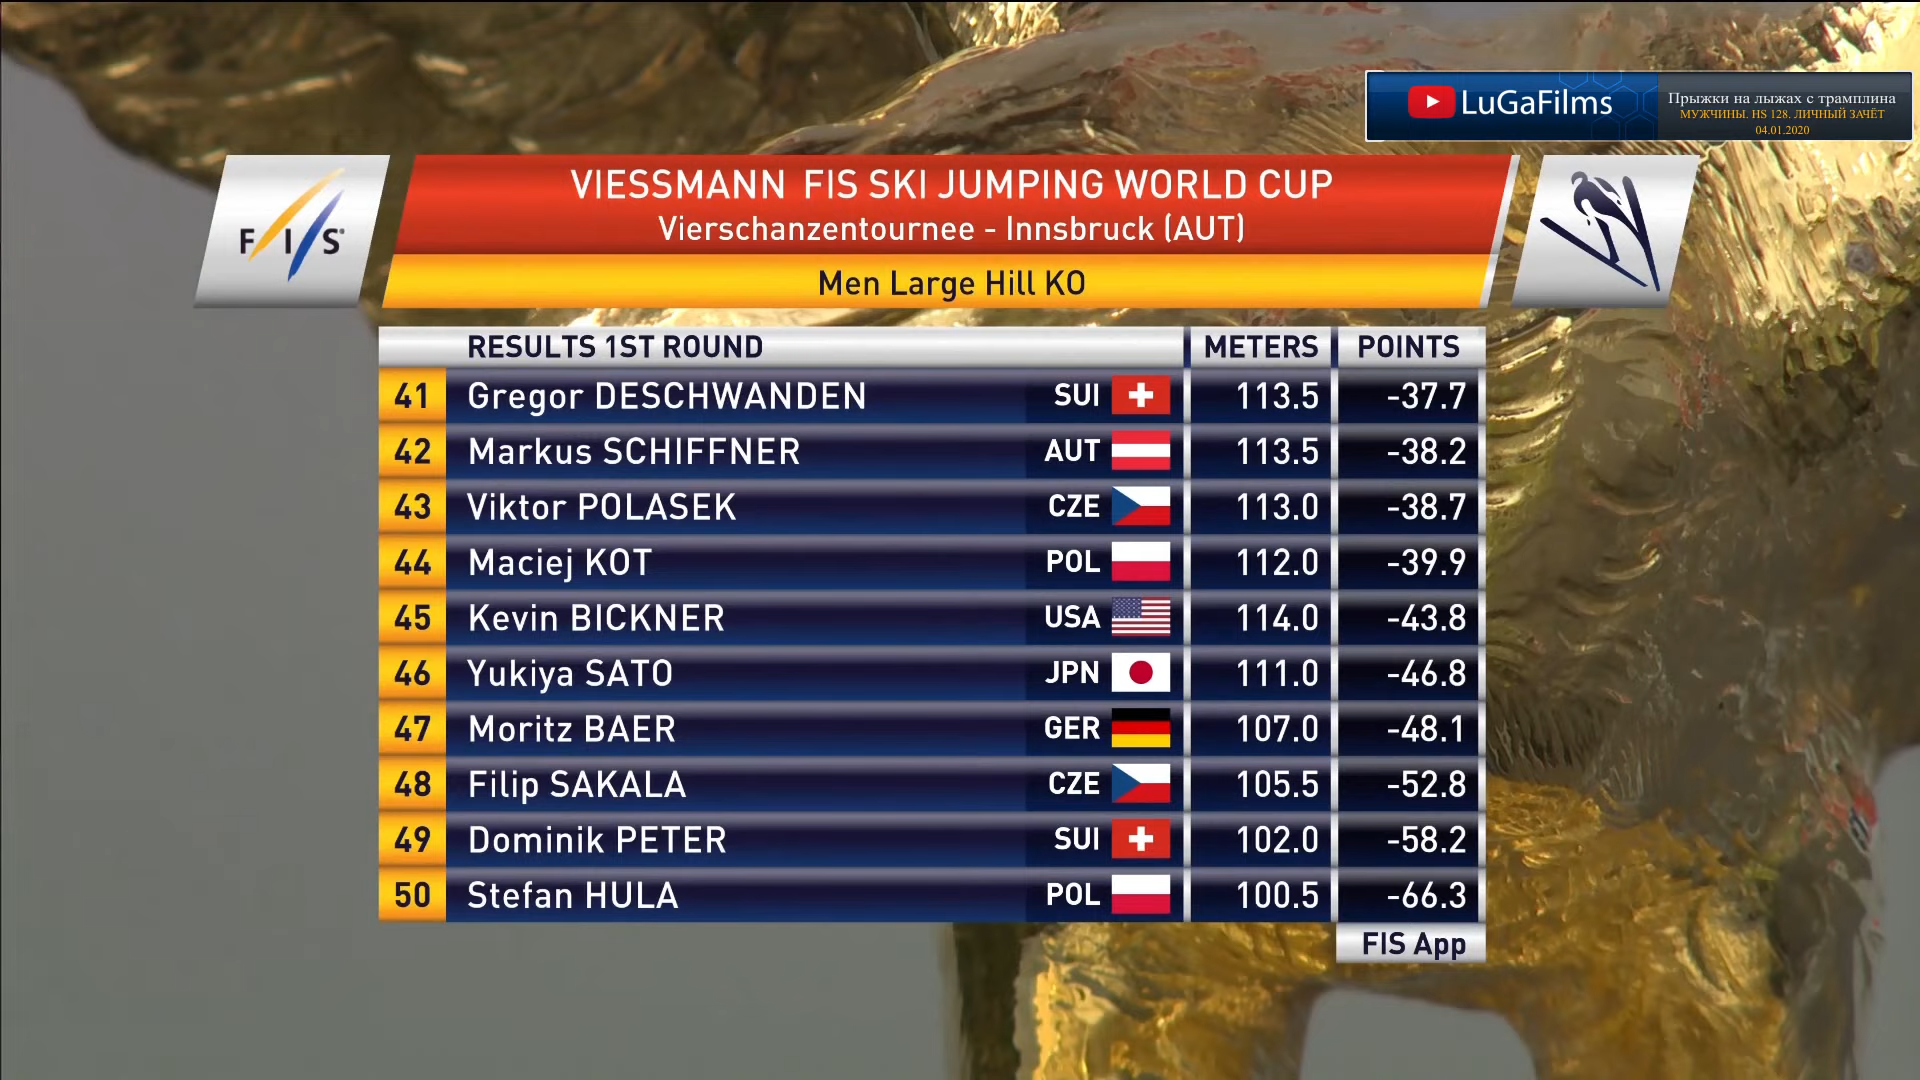 LuGaFilms
Прыжки на лыжах с трамплина
МУЖЧИНЫ. HS 128. ЛИЧНЫЙ ЗАЧЁТ
04.01.2020
FIS
VIESSMANN FIS SKI JUMPING WORLD CUP
Vierschanzentournee - Innsbruck (AUT)
Men Large Hill KO
RESULTS 1ST ROUND METERS POINTS
41 Gregor DESCHWANDEN SUI 113.5 -37.7
42 Markus SCHIFFNER AUT 113.5 -38.2
43 Viktor POLASEK CZE 113.0 -38.7
44 Maciej KOT POL 112.0 -39.9
45 Kevin BICKNER USA 114.0 -43.8
46 Yukiya SATO JPN 111.0 -46.8
47 Moritz BAER GER 107.0 -48.1
48 Filip SAKALA CZE 105.5 -52.8
49 Dominik PETER SUI 102.0 -58.2
50 Stefan HULA POL 100.5 -66.3
FIS App